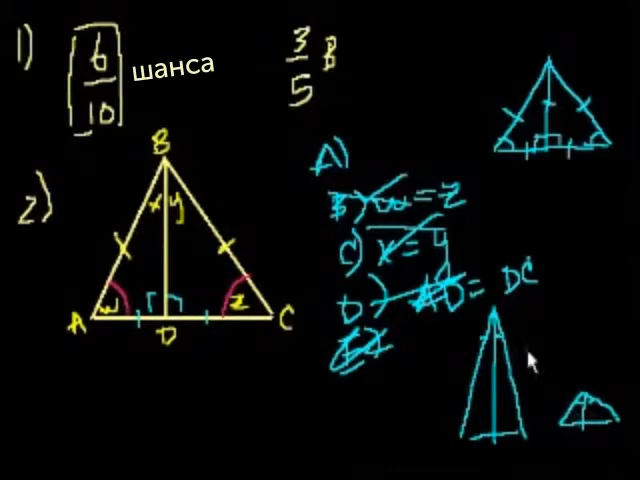 1) 6/10 шанса 3/5 B
2)
B
x y
w r z
A D C
A)
B) w = z
C) x = y
D) AD = DC